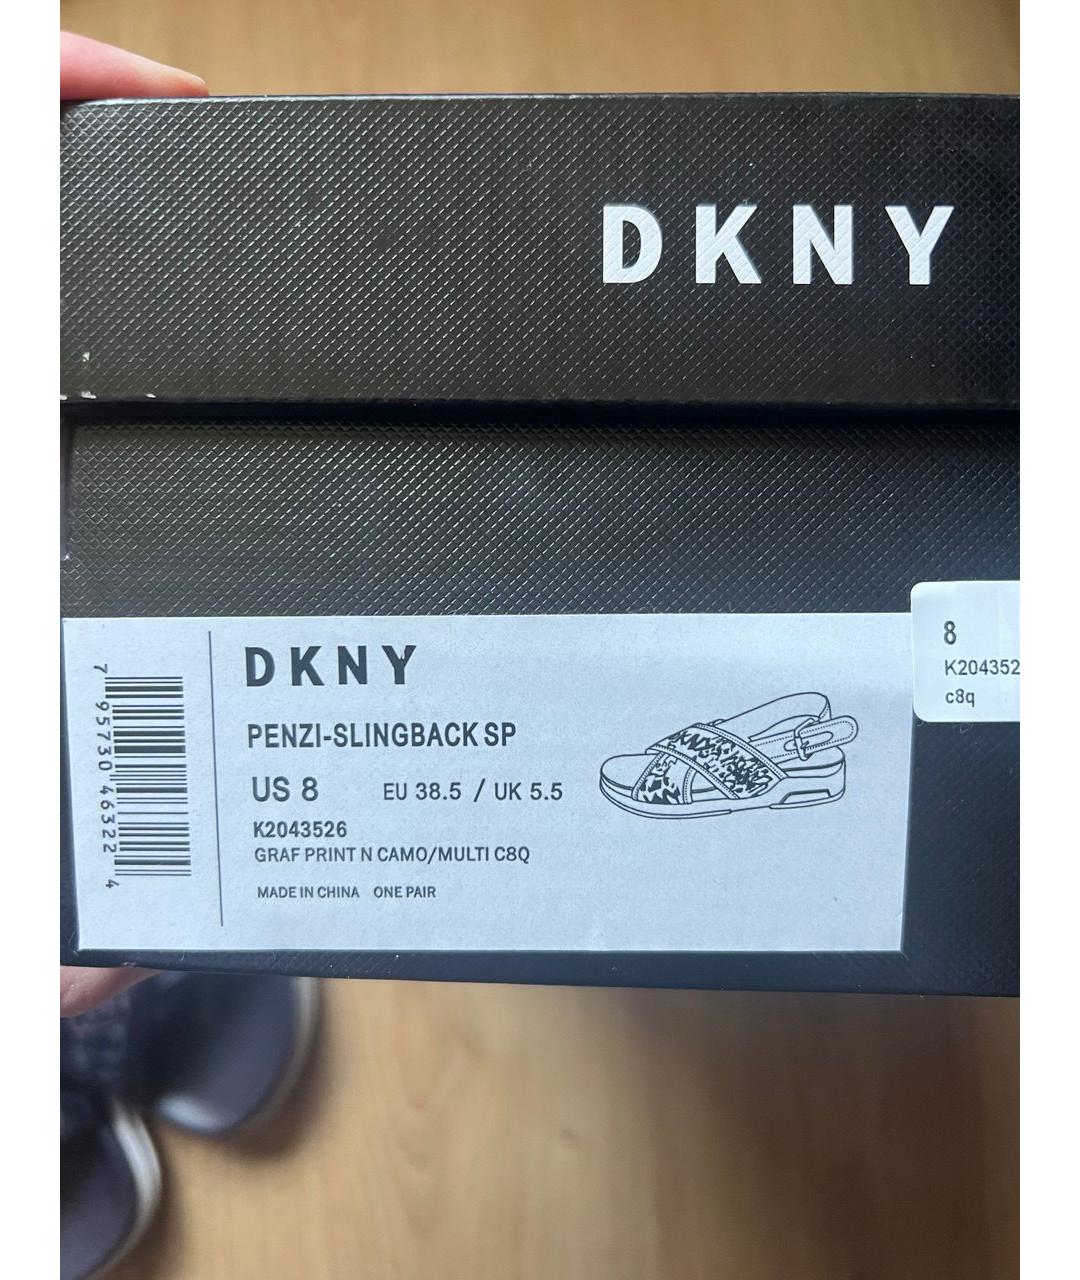 DKNY
DKNY
PENZI-SLINGBACK SP
US 8 EU 38.5 / UK 5.5
K2043526
GRAF PRINT N CAMO/MULTI C8Q
MADE IN CHINA ONE PAIR
7 95730 46322 4
DKNY
8
K204352
c8q